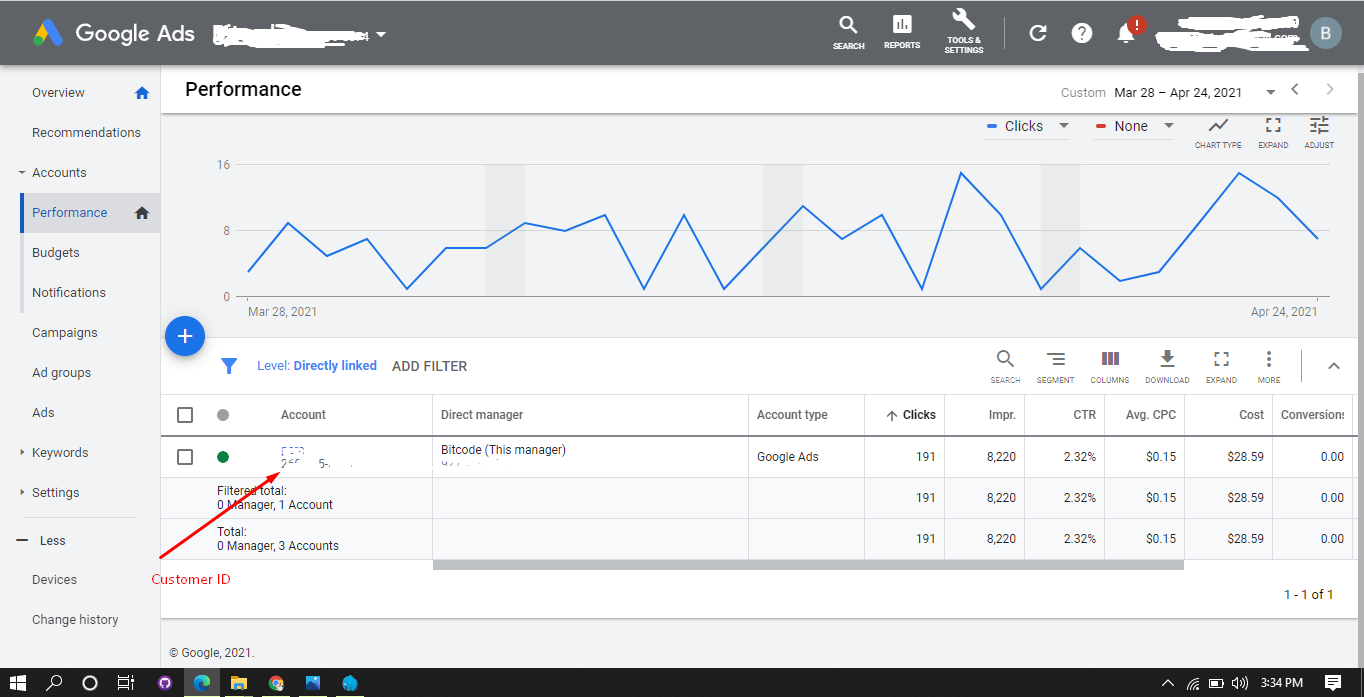 Google Ads
SEARCH
REPORTS
TOOLS &
SETTINGS
B
Overview
Recommendations
Accounts
Performance
Budgets
Notifications
Campaigns
Ad groups
Ads
Keywords
Settings
Less
Devices
Change history
Performance
Custom Mar 28 – Apr 24, 2021
Clicks
None
CHART TYPE
EXPAND
ADJUST
16
8
0
Mar 28, 2021
Apr 24, 2021
Level: Directly linked ADD FILTER
SEARCH
SEGMENT
COLUMNS
DOWNLOAD
EXPAND
MORE
Account Direct manager Account type Clicks Impr. CTR Avg. CPC Cost Conversions
Bitcode (This manager)
Google Ads 191 8,220 2.32% $0.15 $28.59 0.00
Filtered total:
0 Manager, 1 Account
191 8,220 2.32% $0.15 $28.59 0.00
Total:
0 Manager, 3 Accounts
191 8,220 2.32% $0.15 $28.59 0.00
Customer ID
1 - 1 of 1
© Google, 2021.
3:34 PM